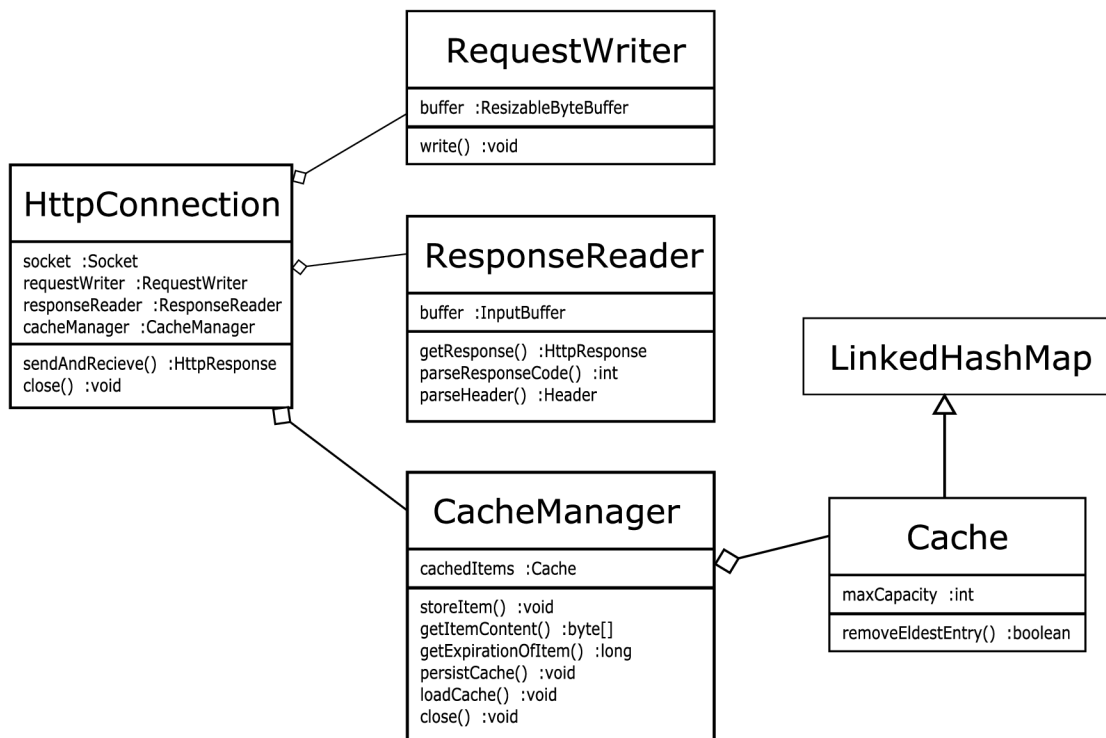 RequestWriter
buffer :ResizableByteBuffer
write() :void
HttpConnection
socket :Socket
requestWriter :RequestWriter
responseReader :ResponseReader
cacheManager :CacheManager
sendAndRecieve() :HttpResponse
close() :void
ResponseReader
buffer :InputBuffer
getResponse() :HttpResponse
parseResponseCode() :int
parseHeader() :Header
LinkedHashMap
CacheManager
cachedItems :Cache
storeItem() :void
getItemContent() :byte[]
getExpirationOfItem() :long
persistCache() :void
loadCache() :void
close() :void
Cache
maxCapacity :int
removeEldestEntry() :boolean